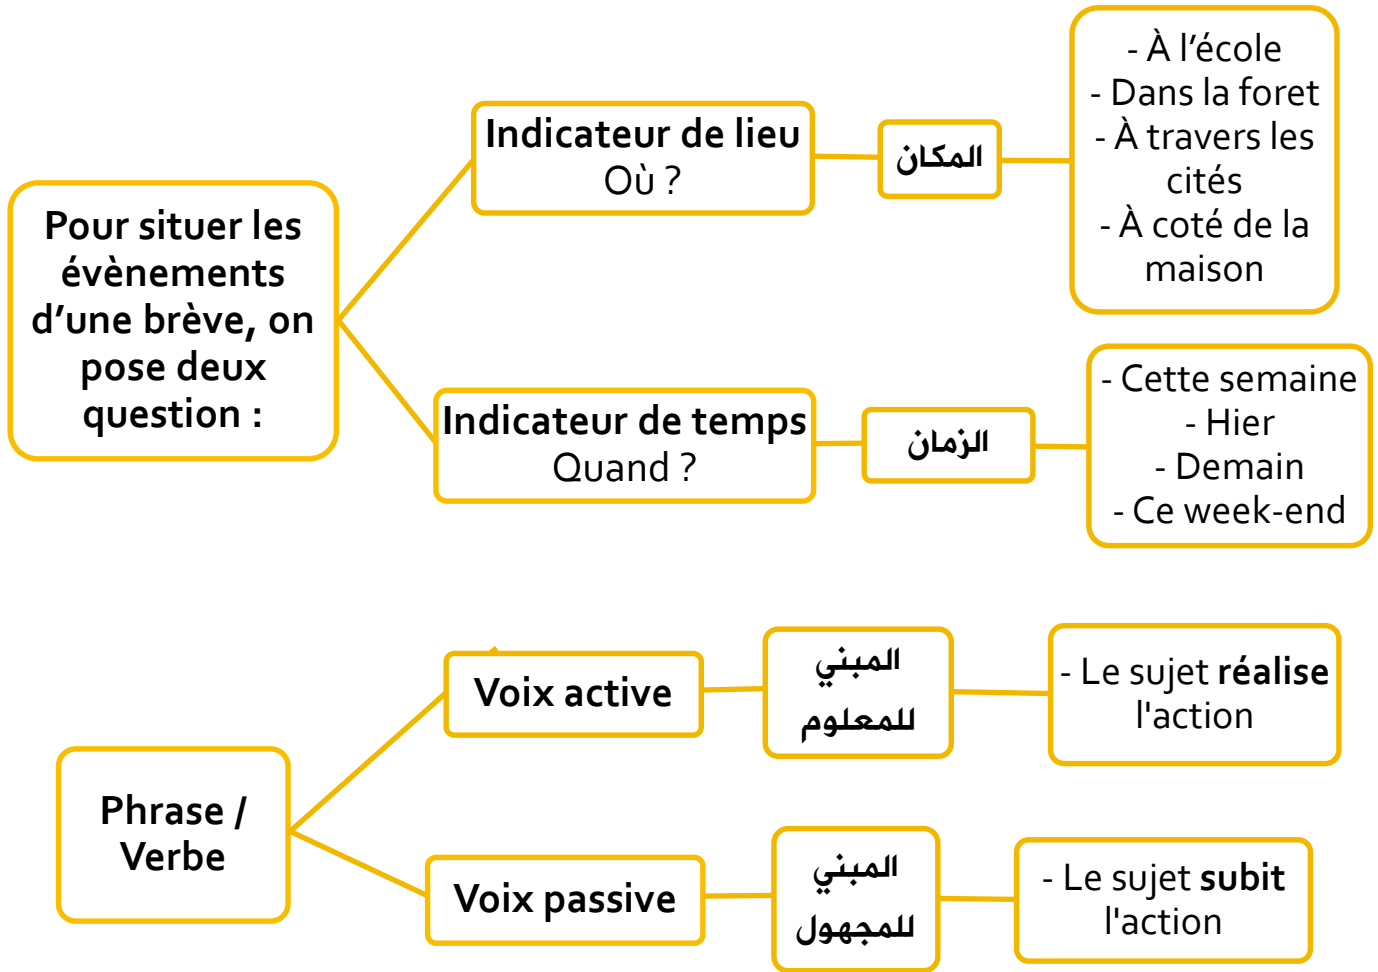 Pour situer les
évènements
d’une brève, on
pose deux
question :
Indicateur de lieu
Où ?
المكان
- À l’école
- Dans la foret
- À travers les
cités
- À coté de la
maison
Indicateur de temps
Quand ?
الزمان
- Cette semaine
- Hier
- Demain
- Ce week-end
Phrase /
Verbe
Voix active
المبني
للمعلوم
- Le sujet réalise
l'action
Voix passive
المبني
للمجهول
- Le sujet subit
l'action